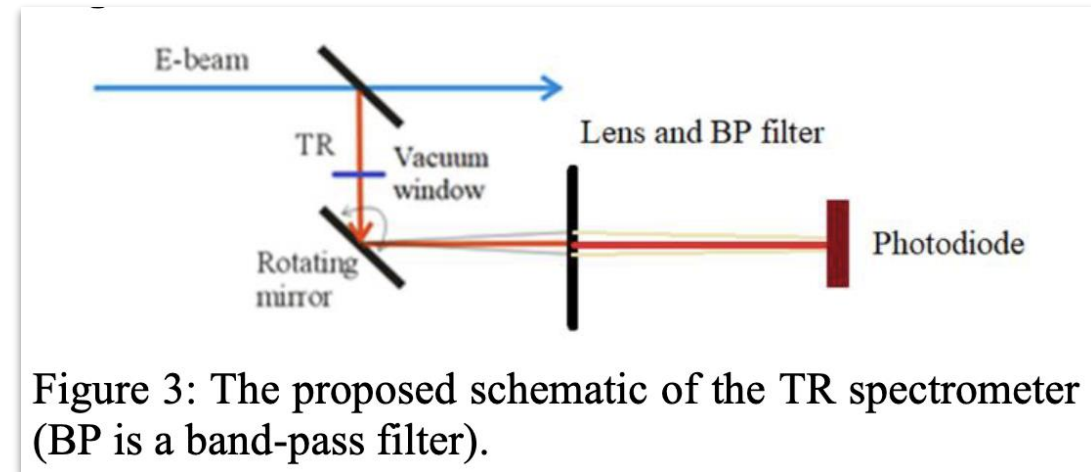 E-beam
Lens and BP filter
TR
Vacuum
window
Photodiode
Rotating
mirror
Figure 3: The proposed schematic of the TR spectrometer
(BP is a band-pass filter).